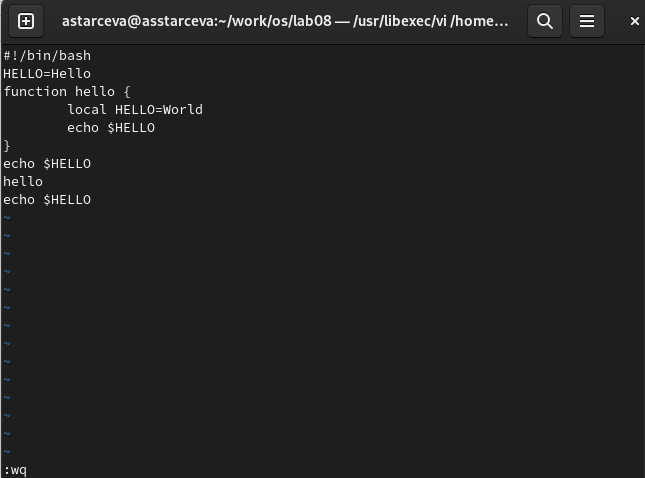 astarceva@asstarceva:~/work/os/lab08 — /usr/libexec/vi /home...
#!/bin/bash
HELLO=Hello
function hello {
        local HELLO=World
        echo $HELLO
}
echo $HELLO
hello
echo $HELLO
~
~
~
~
~
~
~
~
~
~
~
~
~
~
:wq